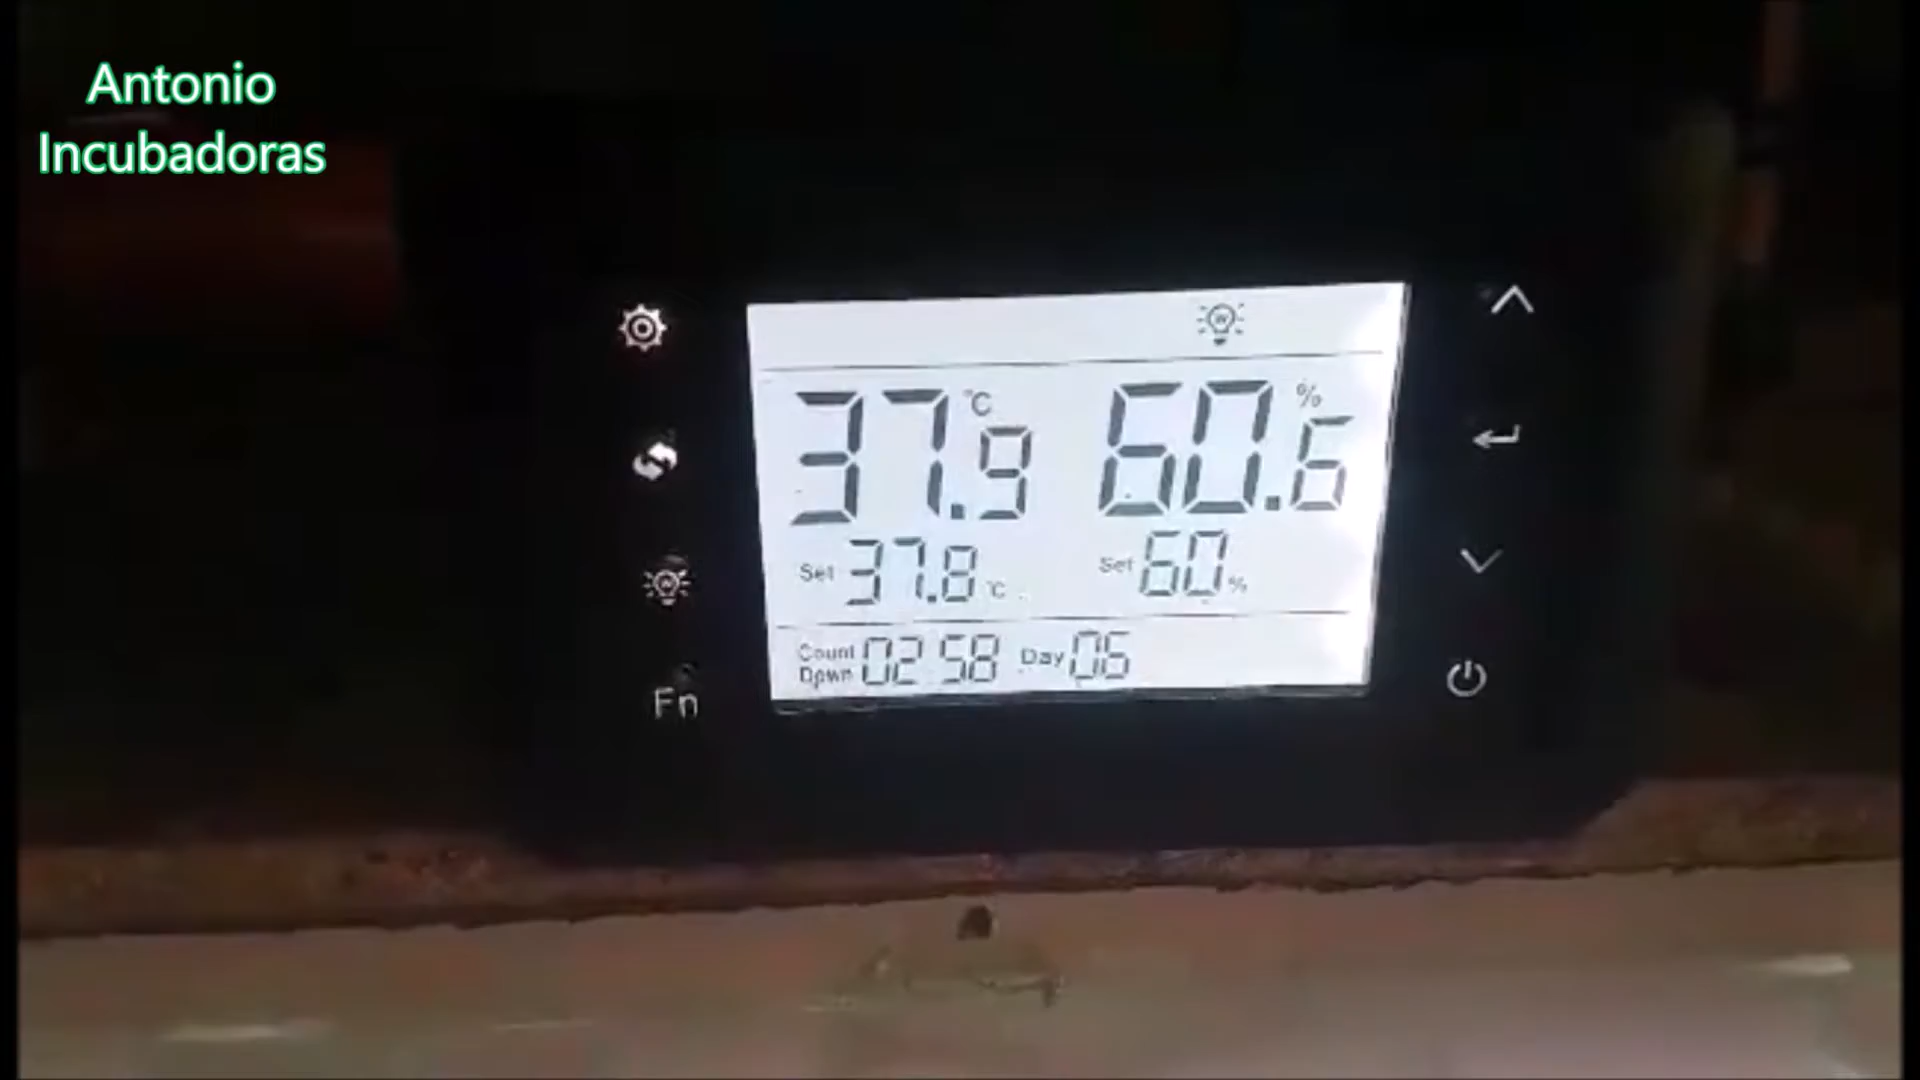 Antonio
Incubadoras
37.9 °C 60.6 %
Set 37.8 °C Set 60 %
Count Down 02 58 Day 05
Fn